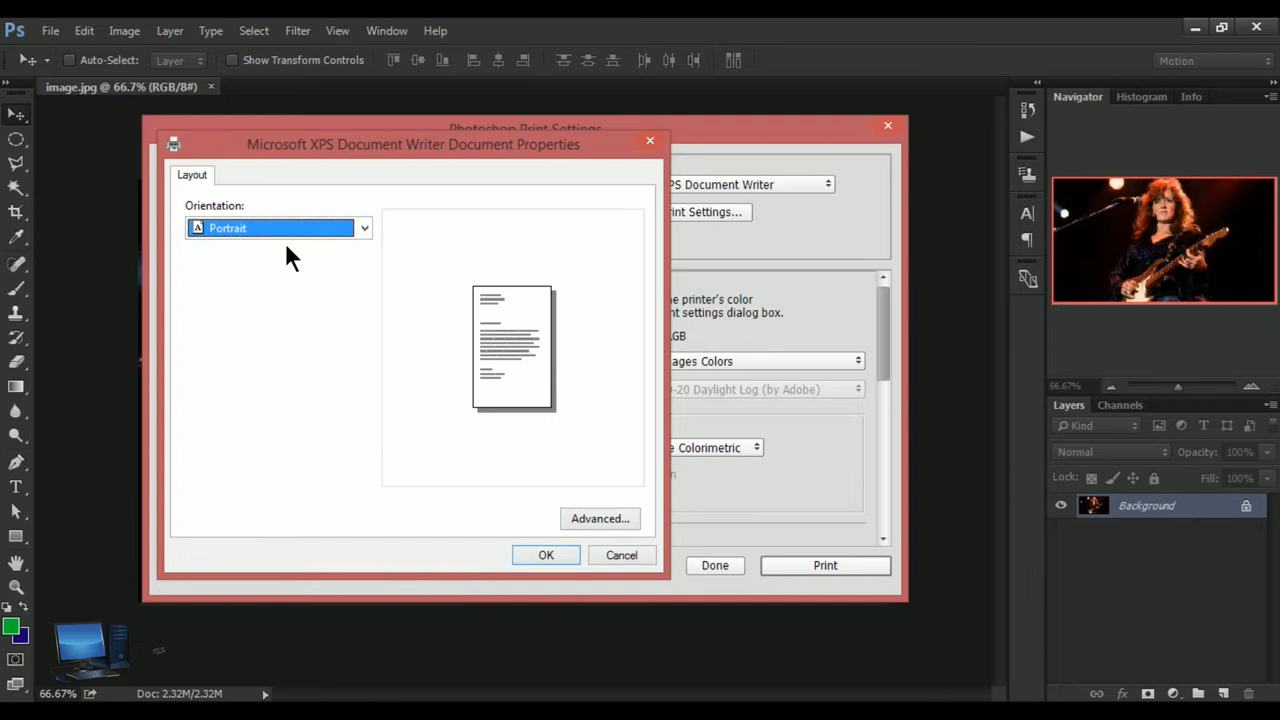 Ps File Edit Image Layer Type Select Filter View Window Help
Auto-Select: Layer Show Transform Controls Motion
image.jpg @ 66.7% (RGB/8#) ×
Navigator Histogram Info
Photoshop Print Settings
Microsoft XPS Document Writer Document Properties
Layout
Orientation:
Portrait
PS Document Writer
rint Settings...
ne printer's color
nt settings dialog box.
GB
ages Colors
-20 Daylight Log (by Adobe)
e Colorimetric
n
Advanced...
OK Cancel
Done Print
66.67%
Layers Channels
Kind
Normal Opacity: 100%
Lock: Fill: 100%
Background
66.67% Doc: 2.32M/2.32M